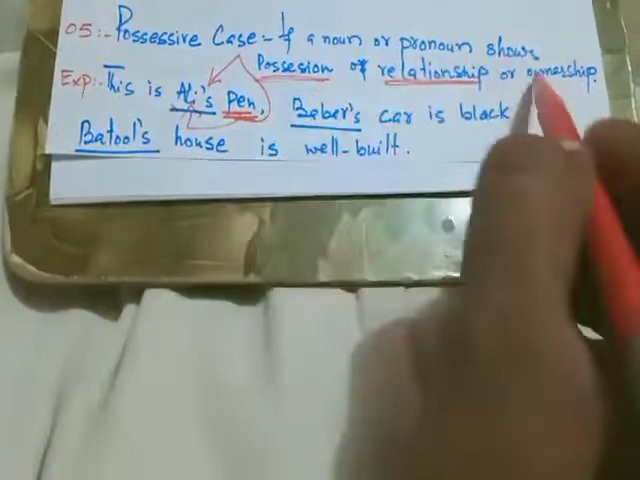 05:- Possessive Case:- If a noun or pronoun shows
Possesion of relationship or ownership.
Exp:- This is Ali's Pen, Baber's car is black
Batool's house is well-built.